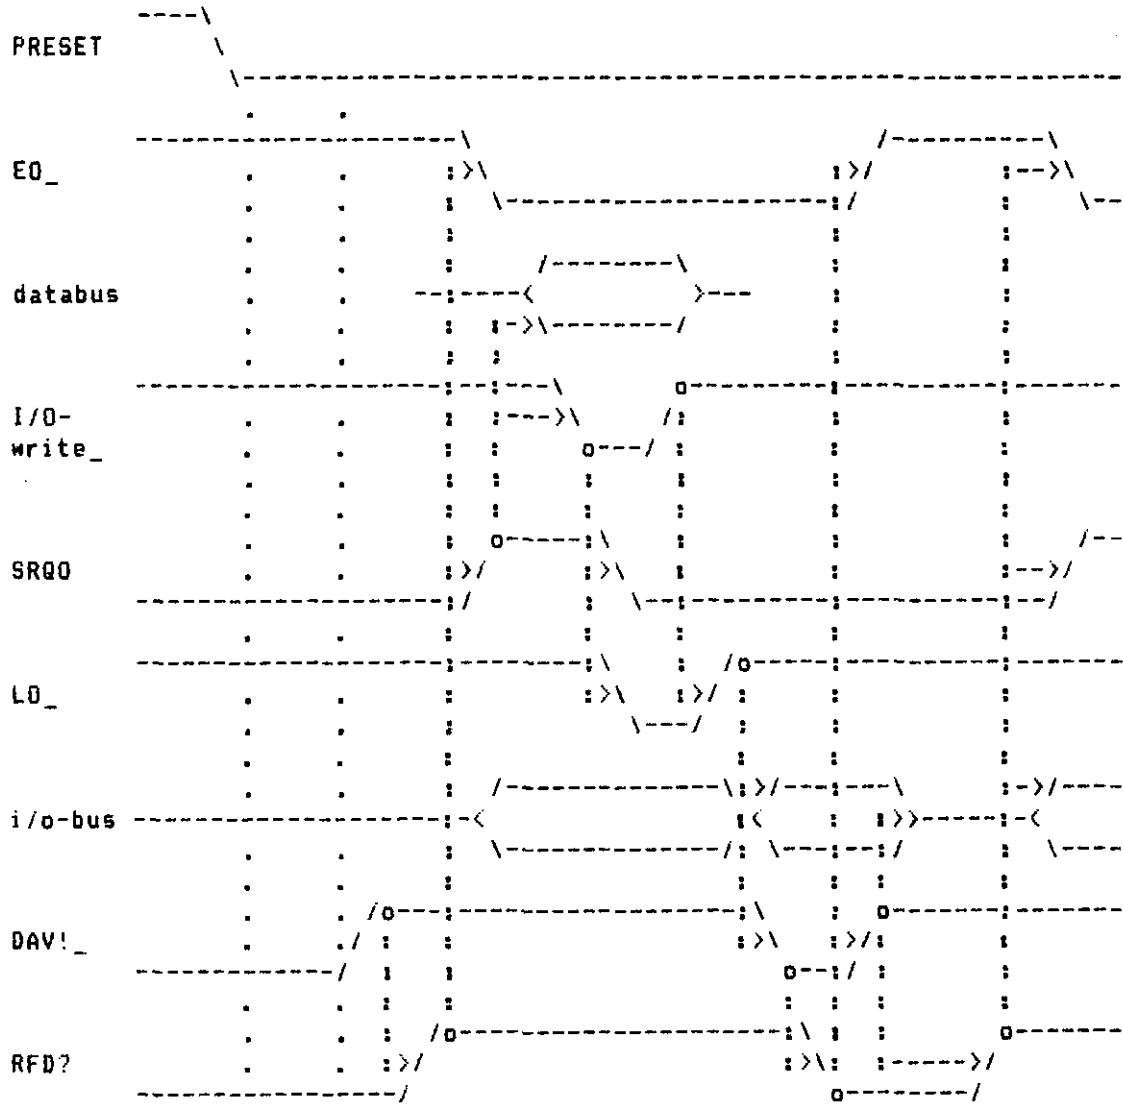 PRESET
EO_
databus
I/O-
write_
SRQO
LO_
i/o-bus
DAV!_
RFD?